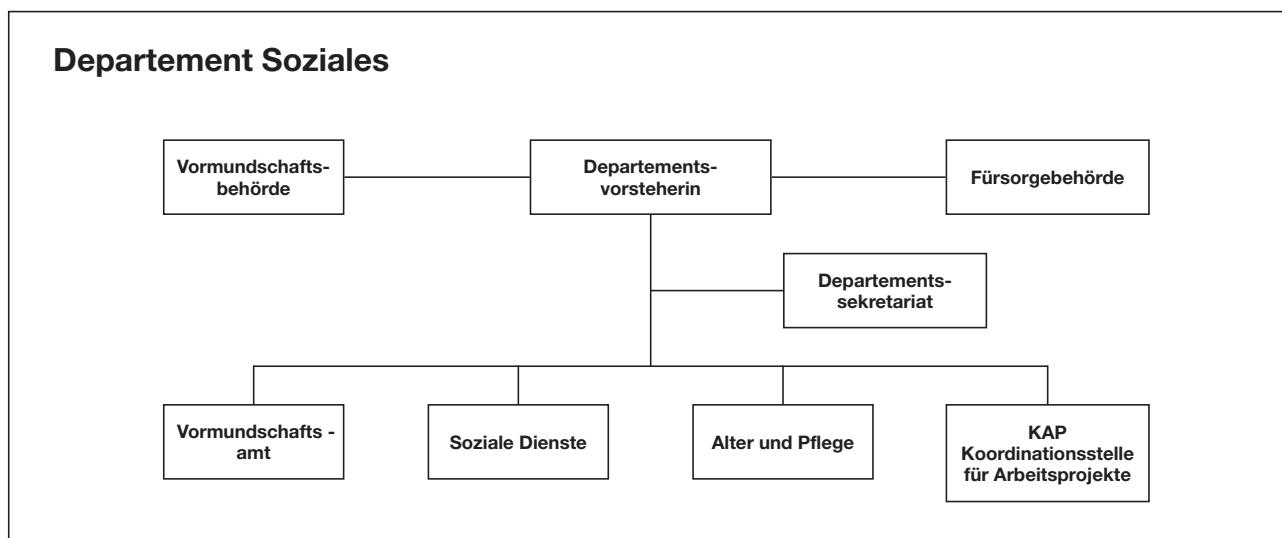 Departement Soziales
Vormundschafts-
behörde
Departements-
vorsteherin
Fürsorgebehörde
Departements-
sekretariat
Vormundschafts -
amt
Soziale Dienste
Alter und Pflege
KAP
Koordinationsstelle
für Arbeitsprojekte